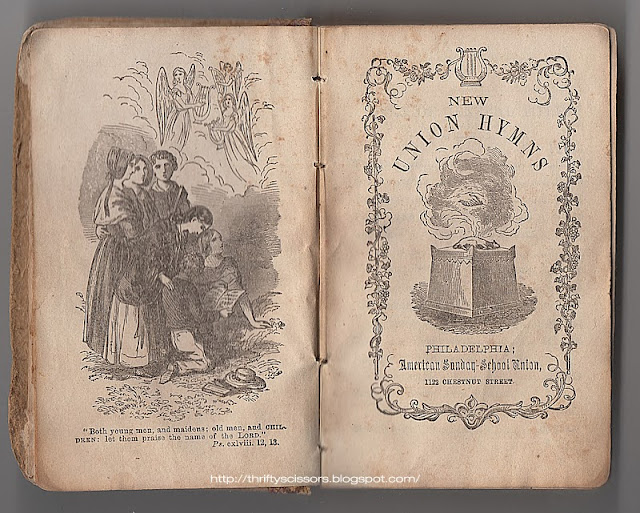 "Both young men, and maidens; old men, and CHIL-
DREN: let them praise the name of the LORD."
Ps. cxlviii. 12, 13.
NEW
UNION HYMNS
PHILADELPHIA;
American Sunday-School Union,
1122 CHESTNUT STREET.
http://thriftyscissors.blogspot.com/